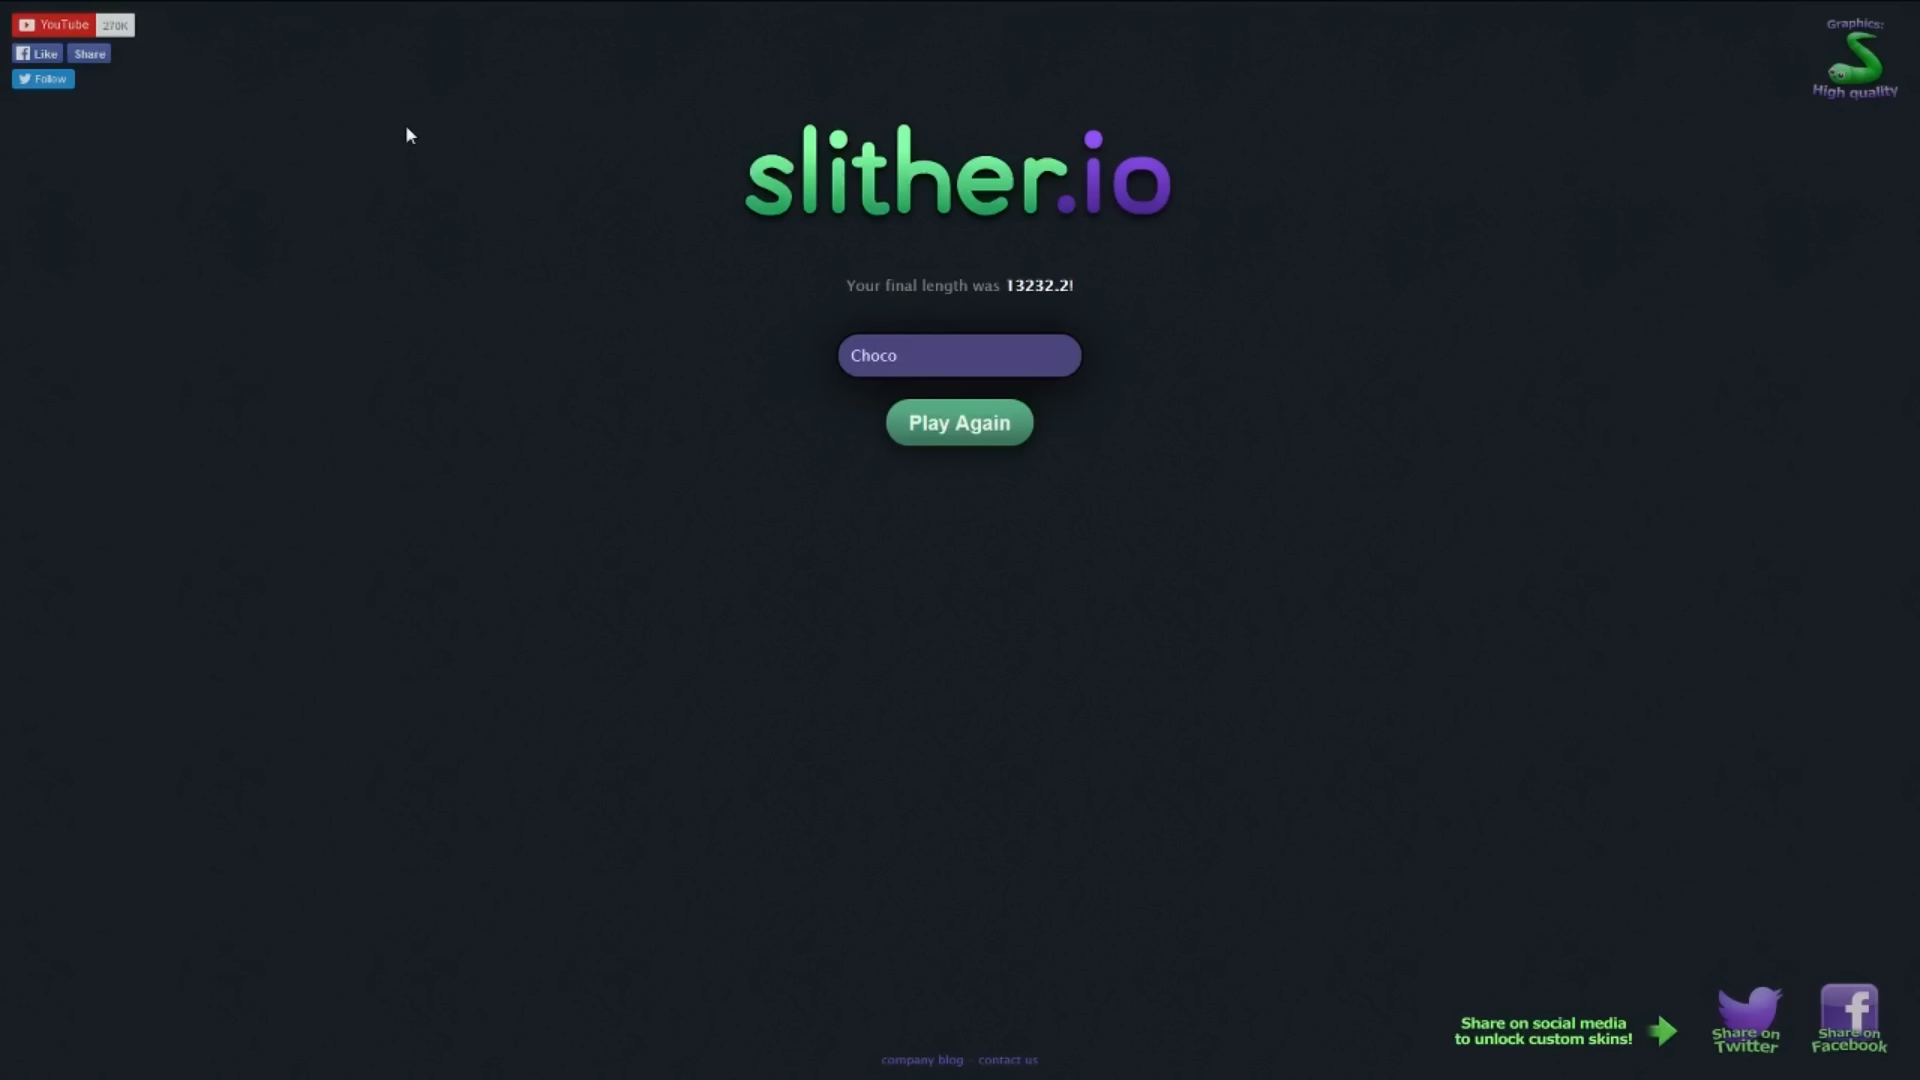 YouTube 270K
Like Share
Follow
Graphics:
High quality
slither.io
Your final length was 13232.2!
Choco
Play Again
Share on social media
to unlock custom skins!
Share on
Twitter
Share on
Facebook
company blog - contact us